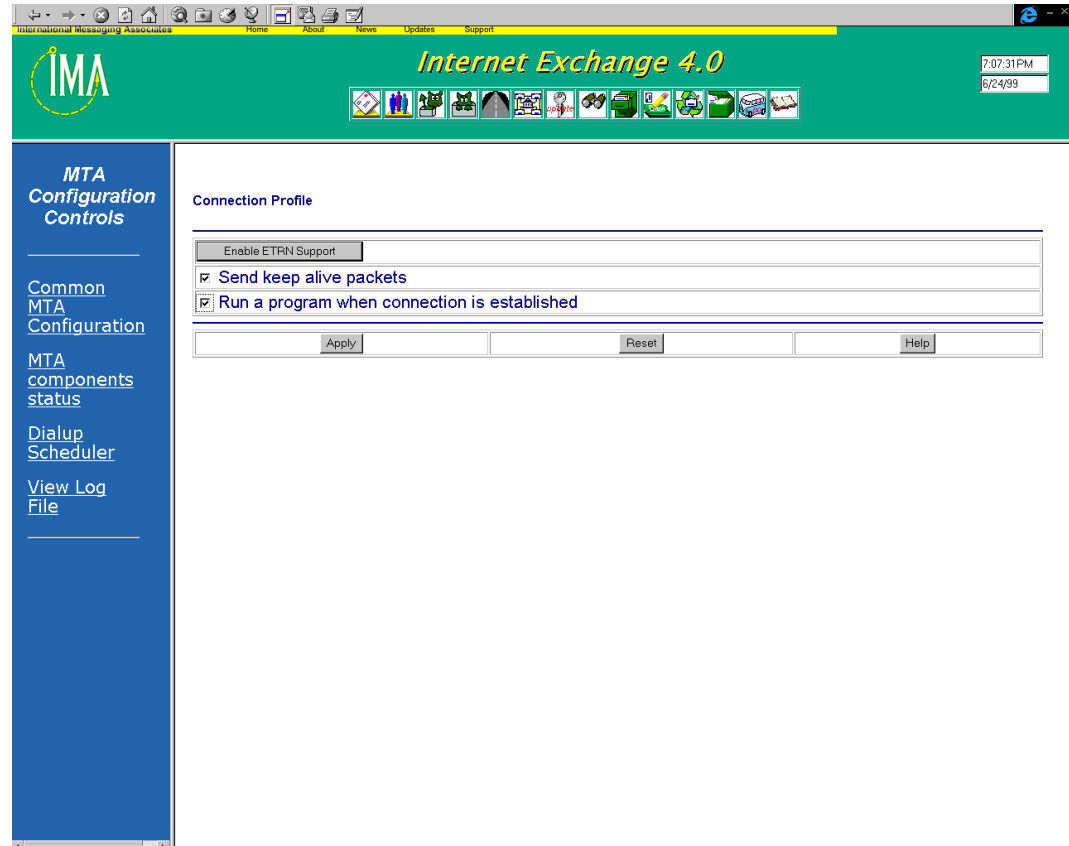 International Messaging Associates Home About News Updates Support
IMA
Internet Exchange 4.0
7:07:31PM
6/24/99
update
MTA
Configuration
Controls
Common
MTA
Configuration
MTA
components
status
Dialup
Scheduler
View Log
File
Connection Profile
Enable ETRN Support
Send keep alive packets
Run a program when connection is established
Apply Reset Help